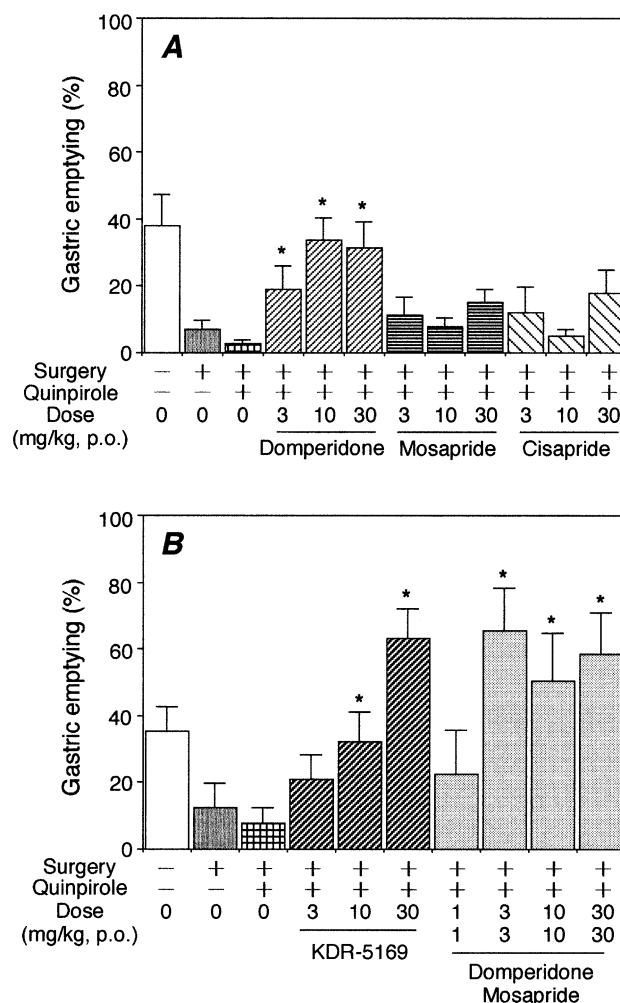 A
Gastric emptying (%)
100
80
60
40
20
0
*
*
*
Surgery − + + + + + + + + + + +
Quinpirole − − + + + + + + + + + +
Dose 0 0 0 3 10 30 3 10 30 3 10 30
(mg/kg, p.o.)
Domperidone Mosapride Cisapride
B
Gastric emptying (%)
100
80
60
40
20
0
*
*
*
*
*
Surgery − + + + + + + + + +
Quinpirole − − + + + + + + + +
Dose 0 0 0 3 10 30 1 3 10 30
(mg/kg, p.o.) 1 3 10 30
KDR-5169
Domperidone
Mosapride